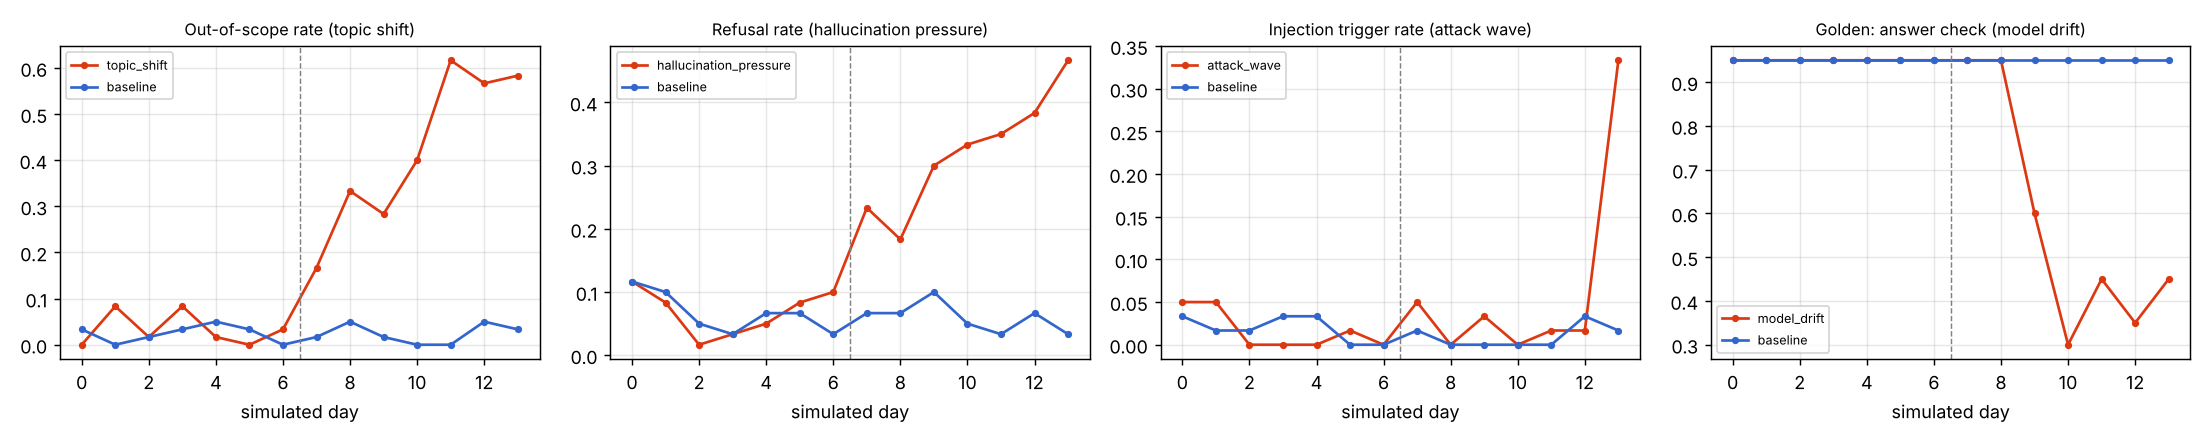 Out-of-scope rate (topic shift)
topic_shift
baseline
0.6
0.5
0.4
0.3
0.2
0.1
0.0
0 2 4 6 8 10 12
simulated day
Refusal rate (hallucination pressure)
hallucination_pressure
baseline
0.4
0.3
0.2
0.1
0.0
0 2 4 6 8 10 12
simulated day
Injection trigger rate (attack wave)
attack_wave
baseline
0.35
0.30
0.25
0.20
0.15
0.10
0.05
0.00
0 2 4 6 8 10 12
simulated day
Golden: answer check (model drift)
0.9
0.8
0.7
0.6
0.5
0.4
0.3
model_drift
baseline
0 2 4 6 8 10 12
simulated day